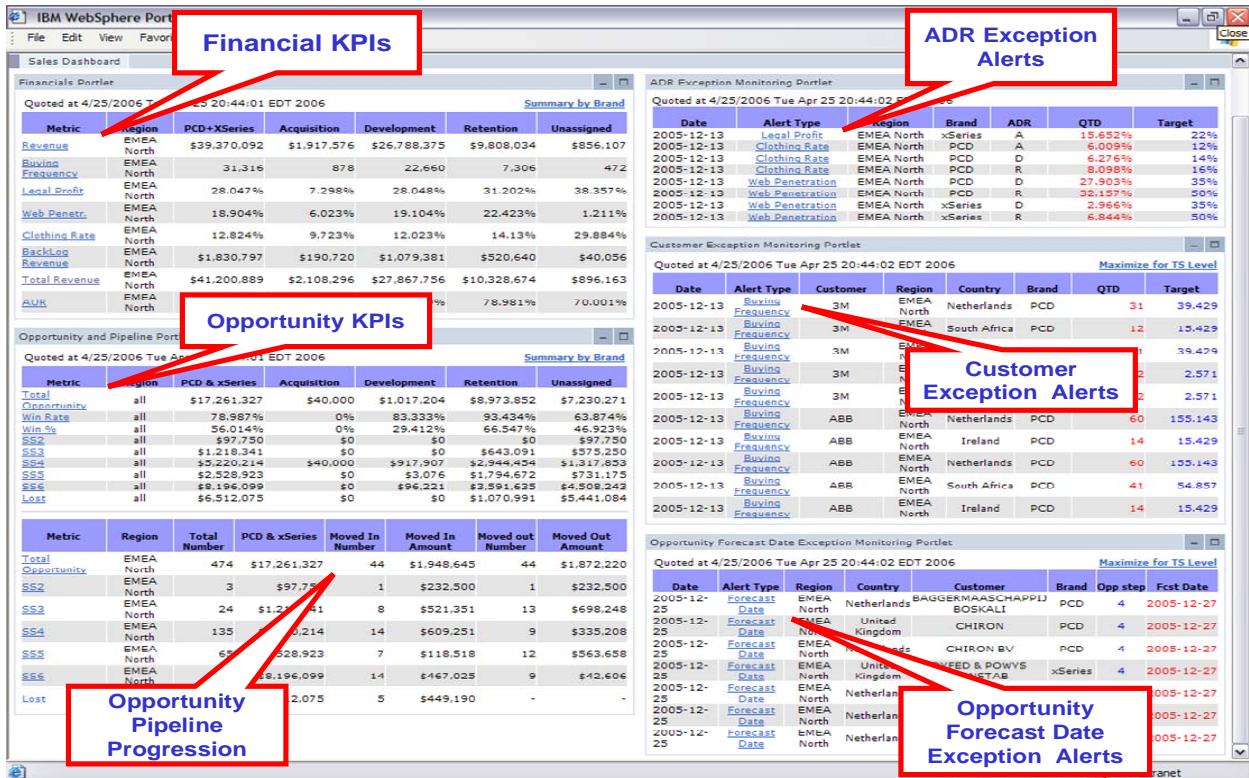 IBM WebSphere Port
File Edit View Favori
Close
Financial KPIs
ADR Exception
Alerts
Sales Dashboard
Financials Portlet
Quoted at 4/25/2006 Tue Apr 25 20:44:01 EDT 2006 Summary by Brand
Metric Region PCD+XSeries Acquisition Development Retention Unassigned
Revenue EMEA North $39,370,092 $1,917,576 $26,788,375 $9,808,034 $856,107
Buying Frequency EMEA North 31,316 878 22,660 7,306 472
Legal Profit EMEA North 28.047% 7.298% 28.048% 31.202% 38.357%
Web Penetr. EMEA North 18.904% 6.023% 19.104% 22.423% 1.211%
Clothing Rate EMEA North 12.824% 9.723% 12.023% 14.13% 29.884%
BackLog Revenue EMEA North $1,830,797 $190,720 $1,079,381 $520,640 $40,056
Total Revenue EMEA North $41,200,889 $2,108,296 $27,867,756 $10,328,674 $896,163
AUR EMEA North 78.981% 70.001%
Opportunity KPIs
Opportunity and Pipeline Port
Quoted at 4/25/2006 Tue EDT 2006 Summary by Brand
Metric Region PCD & xSeries Acquisition Development Retention Unassigned
Total Opportunity all $17,261,327 $40,000 $1,017,204 $8,973,852 $7,230,271
Win Rate all 78.987% 0% 83.333% 93.434% 63.874%
Win % all 56.014% 0% 29.412% 66.547% 46.923%
SS2 all $97,750 $0 $0 $0 $97,750
SS3 all $1,218,341 $0 $0 $643,091 $575,250
SS4 all $5,220,214 $40,000 $917,907 $2,944,454 $1,317,853
SS5 all $2,528,923 $0 $3,076 $1,794,672 $731,175
SS6 all $8,196,099 $0 $96,221 $3,591,635 $4,508,243
Lost all $6,512,075 $0 $0 $1,070,991 $5,441,084
Metric Region Total Number PCD & xSeries Moved In Number Moved In Amount Moved out Number Moved Out Amount
Total Opportunity EMEA North 474 $17,261,327 44 $1,948,645 44 $1,872,220
SS2 EMEA North 3 $97,75 1 $232,500 1 $232,500
SS3 EMEA North 24 8 $521,351 13 $698,248
SS4 EMEA North 135 0,214 14 $609,251 9 $335,208
SS5 EMEA North 65 528,923 7 $118,518 12 $563,658
SS6 EMEA North $8,196,099 14 $467,025 9 $42,606
Lost 12,075 5 $449,190 - -
Opportunity
Pipeline
Progression
ADR Exception Monitoring Portlet
Quoted at 4/25/2006 Tue Apr 25 20:44:02 EDT 2006
Date Alert Type Region Brand ADR QTD Target
2005-12-13 Legal Profit EMEA North xSeries A 15.652% 22%
2005-12-13 Clothing Rate EMEA North PCD A 6.009% 12%
2005-12-13 Clothing Rate EMEA North PCD D 6.276% 14%
2005-12-13 Clothing Rate EMEA North PCD R 8.098% 16%
2005-12-13 Web Penetration EMEA North PCD D 27.903% 35%
2005-12-13 Web Penetration EMEA North PCD R 32.157% 50%
2005-12-13 Web Penetration EMEA North xSeries D 2.966% 35%
2005-12-13 Web Penetration EMEA North xSeries R 6.844% 50%
Customer Exception Monitoring Portlet
Quoted at 4/25/2006 Tue Apr 25 20:44:02 EDT 2006 Maximize for TS Level
Date Alert Type Customer Region Country Brand QTD Target
2005-12-13 Buying Frequency 3M EMEA North Netherlands PCD 31 39.429
2005-12-13 Buying Frequency 3M EMEA South Africa PCD 12 15.429
2005-12-13 Buying Frequency 3M 39.429
2005-12-13 Buying Frequency 3M 2.571
2005-12-13 Buying Frequency 3M 2.571
2005-12-13 Buying Frequency ABB EMEA North Netherlands PCD 60 155.143
2005-12-13 Buying Frequency ABB EMEA North Ireland PCD 14 15.429
2005-12-13 Buying Frequency ABB EMEA North Netherlands PCD 60 155.143
2005-12-13 Buying Frequency ABB EMEA North South Africa PCD 41 54.857
2005-12-13 Buying Frequency ABB EMEA North Ireland PCD 14 15.429
Customer
Exception Alerts
Opportunity Forecast Date Exception Monitoring Portlet
Quoted at 4/25/2006 Tue Apr 25 20:44:02 EDT 2006 Maximize for TS Level
Date Alert Type Region Country Customer Brand Opp step Fcst Date
2005-12-25 Forecast Date EMEA North Netherlands BAGGERMAASCHAPPIJ BOSKALI PCD 4 2005-12-27
2005-12-25 Forecast Date EMEA North United Kingdom CHIRON PCD 4 2005-12-27
2005-12-25 Forecast Date EMEA North CHIRON BV PCD 4 2005-12-27
2005-12-25 Forecast Date EMEA North United Kingdom & POWYS xSeries 4 2005-12-27
2005-12-25 Forecast Date EMEA North Netherlan 2005-12-27
2005-12-25 Forecast Date EMEA North Netherlan 2005-12-27
2005-12-25 Forecast Date EMEA North Netherlan 2005-12-27
Opportunity
Forecast Date
Exception Alerts
ranet